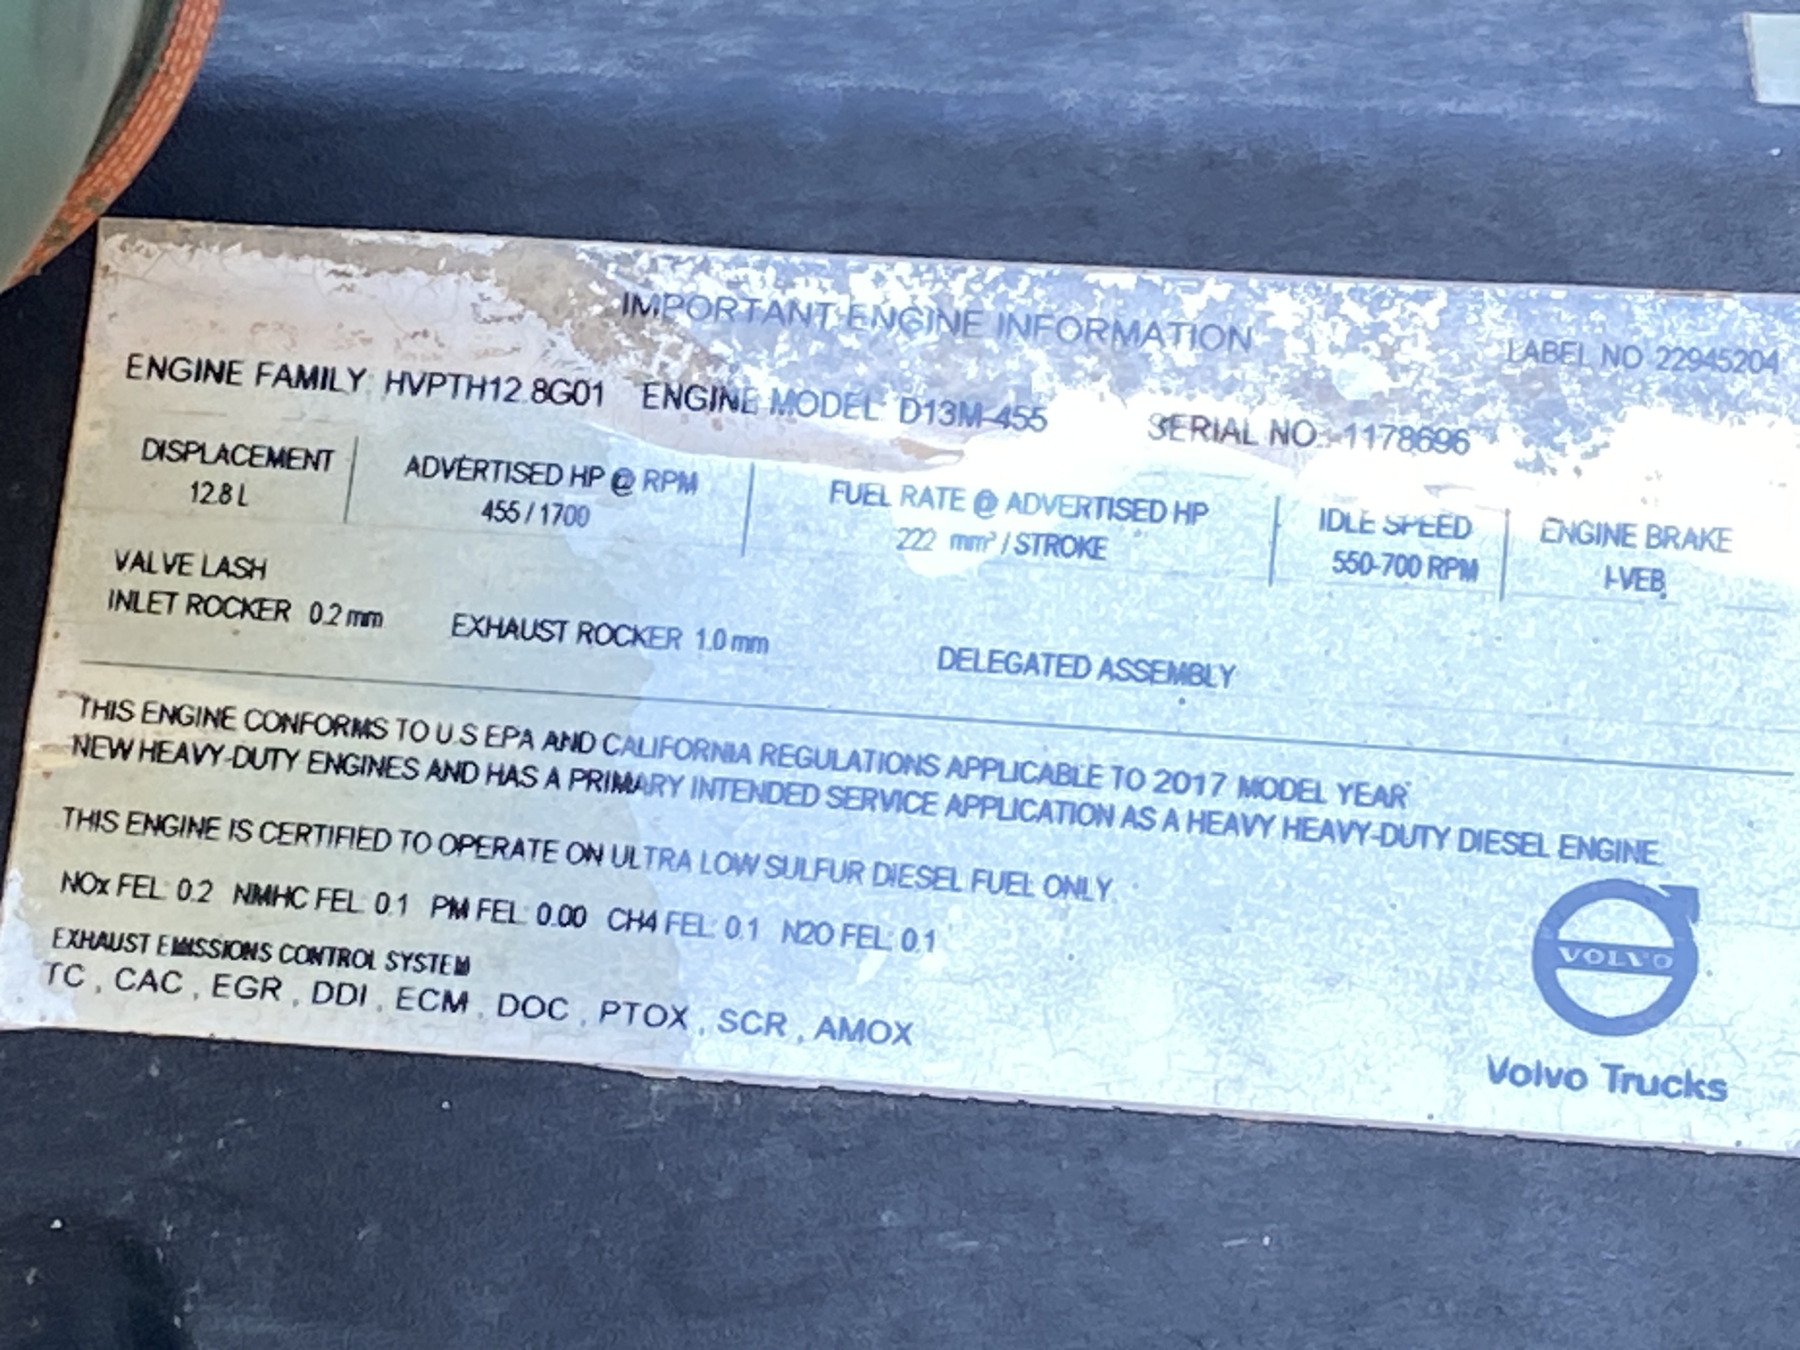 IMPORTANT ENGINE INFORMATION
LABEL NO 22945204
ENGINE FAMILY: HVPTH12.8G01 ENGINE MODEL: D13M-455 SERIAL NO.: 1178696
DISPLACEMENT
12.8 L
ADVERTISED HP @ RPM
455 / 1700
FUEL RATE @ ADVERTISED HP
222 mm³ / STROKE
IDLE SPEED
550-700 RPM
ENGINE BRAKE
I-VEB,
VALVE LASH
INLET ROCKER 0.2 mm EXHAUST ROCKER 1.0 mm DELEGATED ASSEMBLY
THIS ENGINE CONFORMS TO U.S EPA AND CALIFORNIA REGULATIONS APPLICABLE TO 2017 MODEL YEAR
NEW HEAVY-DUTY ENGINES AND HAS A PRIMARY INTENDED SERVICE APPLICATION AS A HEAVY HEAVY-DUTY DIESEL ENGINE.
THIS ENGINE IS CERTIFIED TO OPERATE ON ULTRA LOW SULFUR DIESEL FUEL ONLY.
NOx FEL: 0.2 NMHC FEL: 0.1 PM FEL: 0.00 CH4 FEL: 0.1 N2O FEL: 0.1
EXHAUST EMISSIONS CONTROL SYSTEM
TC , CAC , EGR , DDI , ECM , DOC , PTOX , SCR , AMOX
VOLVO
Volvo Trucks